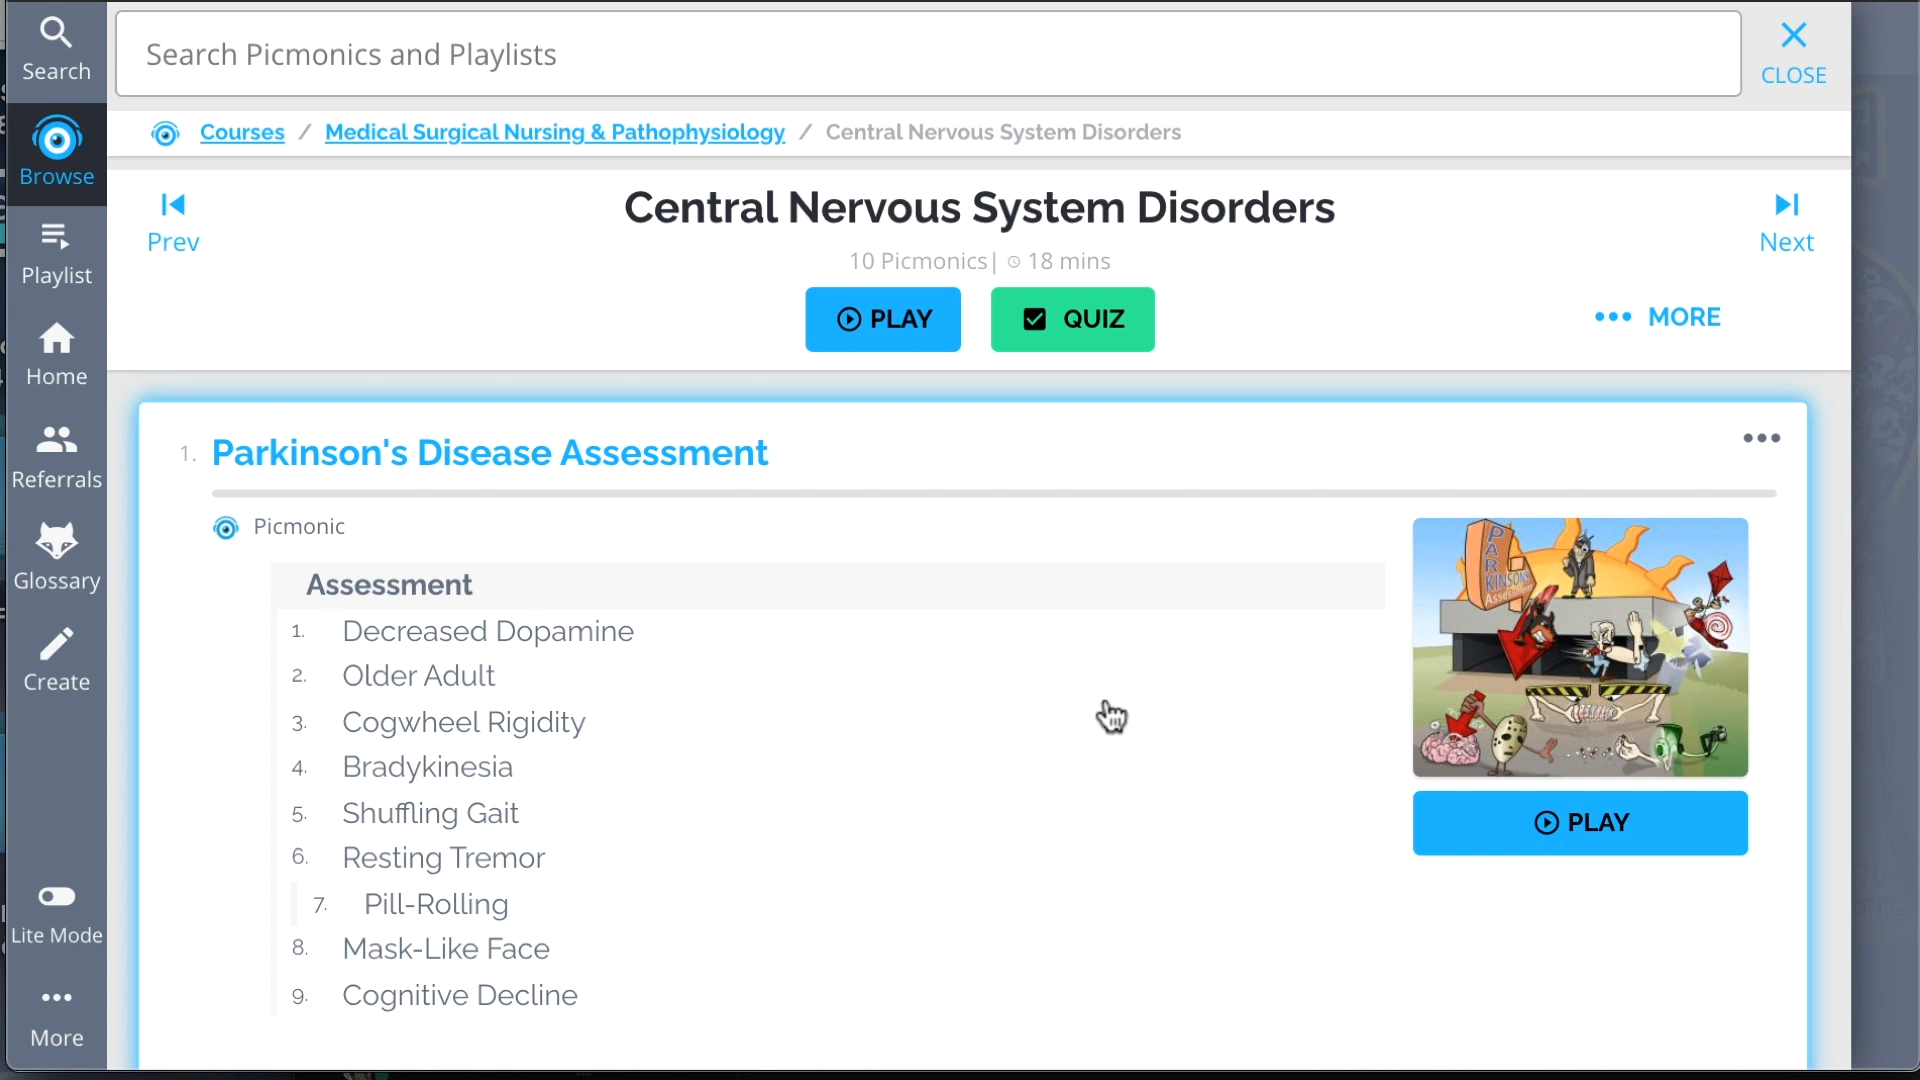 Search
Browse
Playlist
Home
Referrals
Glossary
Create
Lite Mode
More
Search Picmonics and Playlists
CLOSE
Courses / Medical Surgical Nursing & Pathophysiology / Central Nervous System Disorders
Prev
Central Nervous System Disorders
Next
10 Picmonics| 18 mins
PLAY
QUIZ
MORE
1. Parkinson's Disease Assessment
Picmonic
Assessment
1. Decreased Dopamine
2. Older Adult
3. Cogwheel Rigidity
4. Bradykinesia
5. Shuffling Gait
6. Resting Tremor
7. Pill-Rolling
8. Mask-Like Face
9. Cognitive Decline
PARKINSONS
Assessment
PLAY